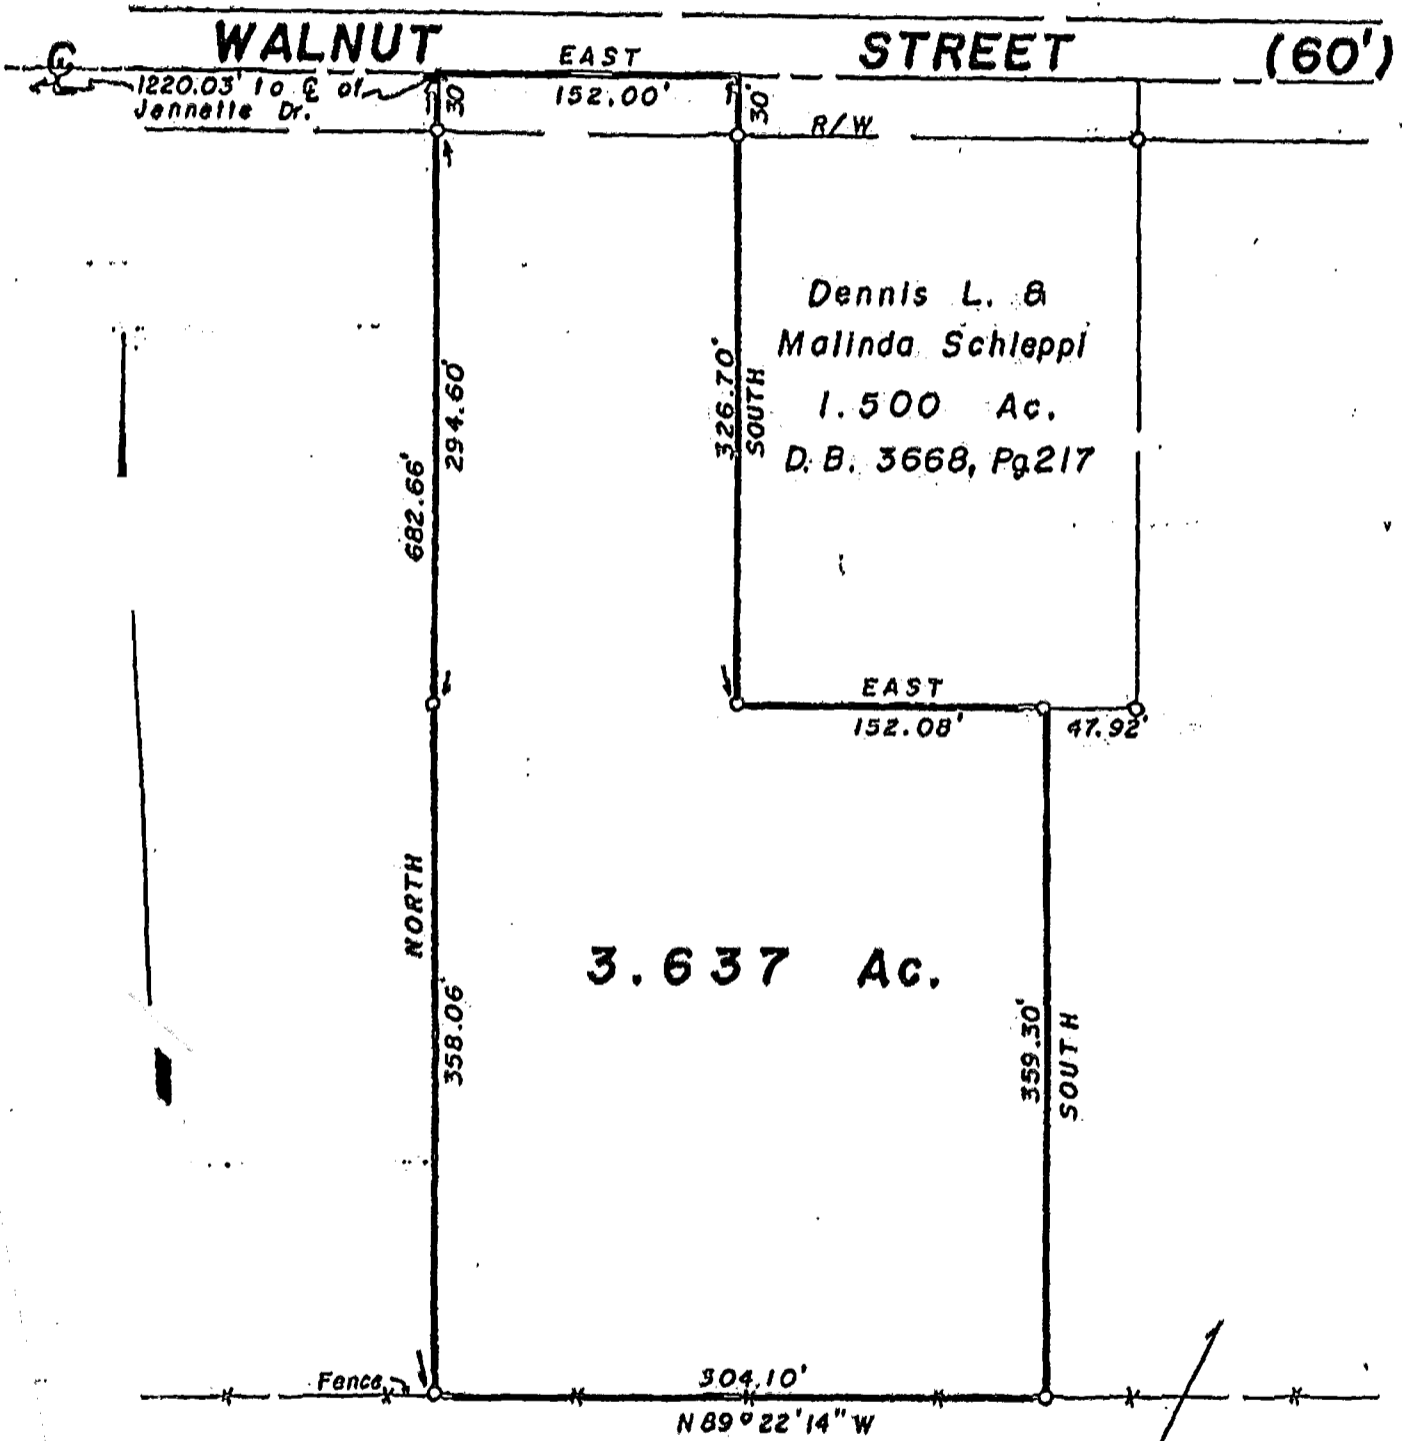 WALNUT STREET (60')
℄
EAST
152.00'
1220.03' to ℄ of
Jennette Dr.
30'
30'
R/W
Dennis L. &
Malinda Schleppi
1.500 Ac.
D.B. 3668, Pg217
294.60'
682.66'
326.70'
SOUTH
EAST
152.08'
47.92'
NORTH
358.06'
3.637 Ac.
359.30'
SOUTH
Fence
304.10'
N 89° 22' 14" W